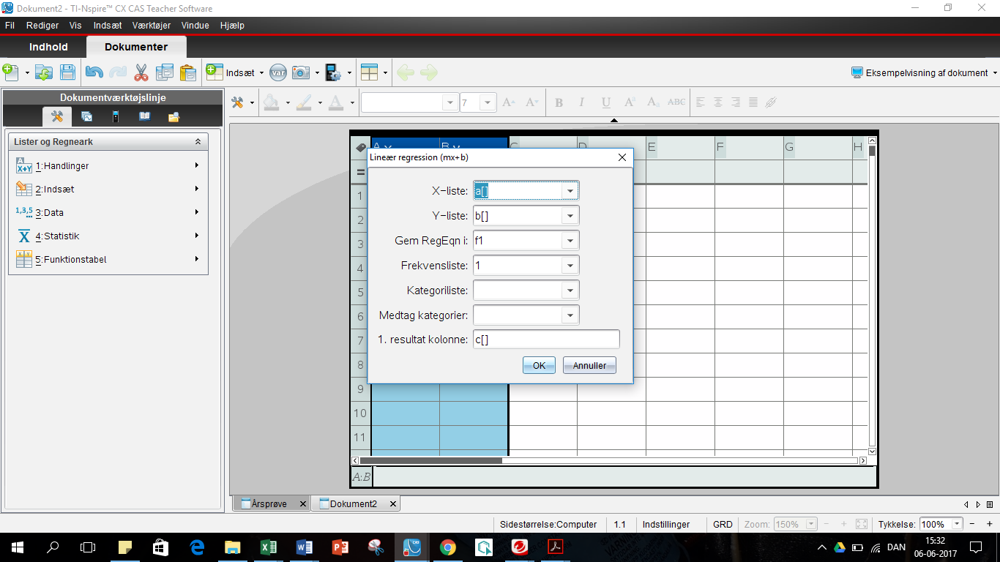 Dokument2 - TI-Nspire™ CX CAS Teacher Software
Fil Rediger Vis Indsæt Værktøjer Vindue Hjælp
Indhold Dokumenter
Indsæt var Eksempelvisning af dokument
Dokumentværktøjslinje
7 A A B I U A A ABC
Lister og Regneark
1:Handlinger
2:Indsæt
3:Data
4:Statistik
5:Funktionstabel
A x B y C D E F G H
=
1
2
3
4
5
6
7
8
9
10
11
A:B
Lineær regression (mx+b)
X-liste: a[]
Y-liste: b[]
Gem RegEqn i: f1
Frekvensliste: 1
Kategoriliste:
Medtag kategorier:
1. resultat kolonne: c[]
OK Annuller
Årsprøve Dokument2
Sidestørrelse:Computer 1.1 Indstillinger GRD Zoom: 150% Tykkelse: 100%
DAN 15:32
06-06-2017